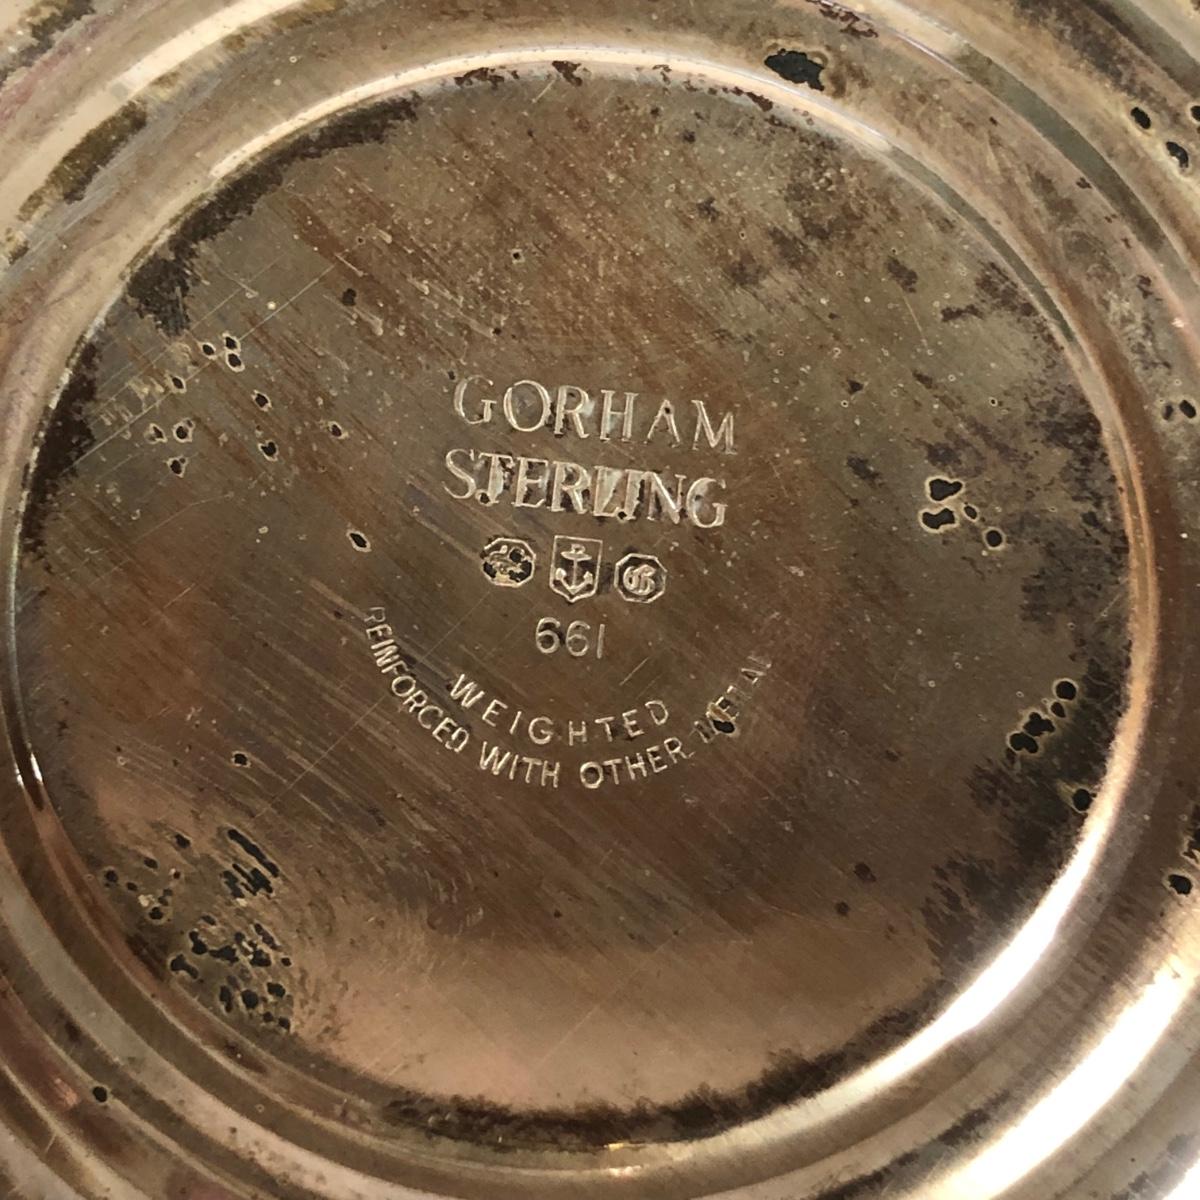 GORHAM
STERLING
G
661
WEIGHTED
REINFORCED WITH OTHER METAL